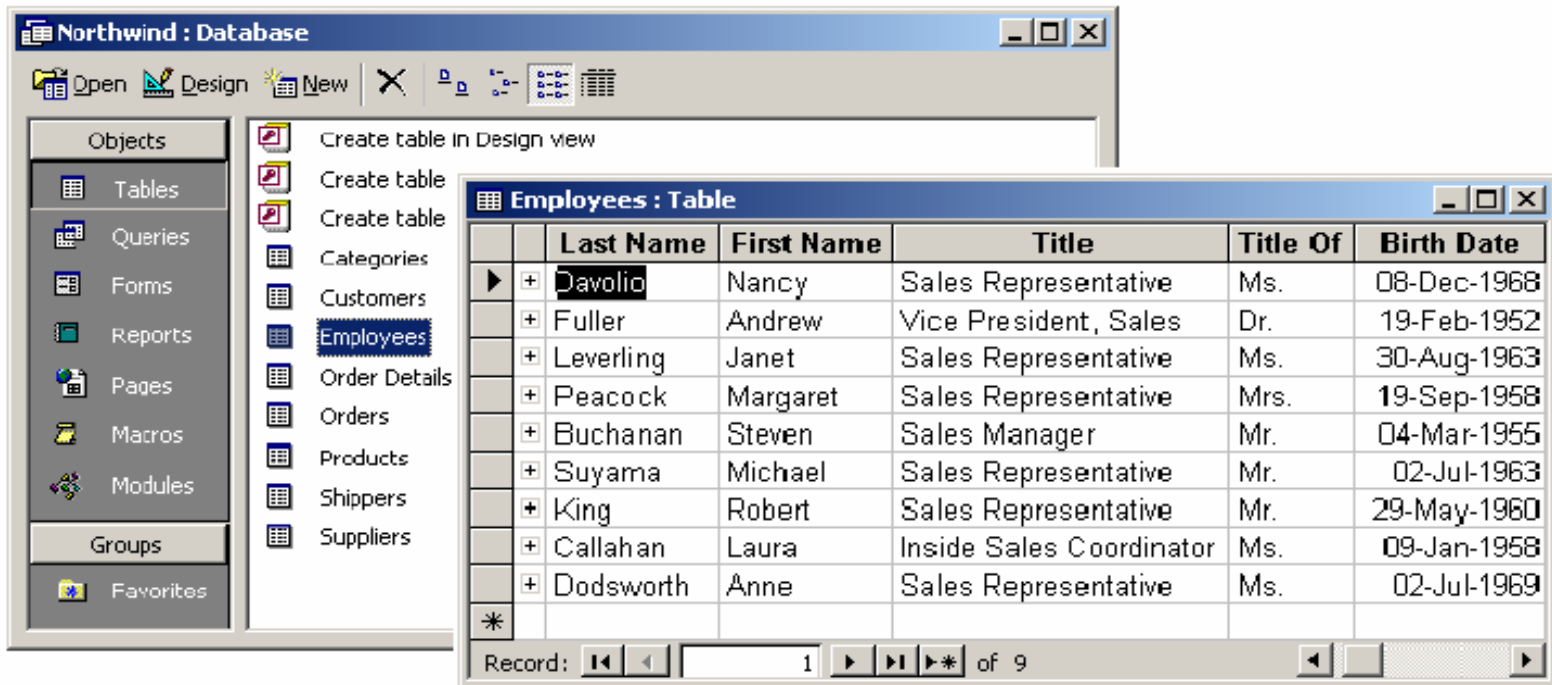 Northwind : Database
Open Design New
Objects
Tables
Queries
Forms
Reports
Pages
Macros
Modules
Groups
Favorites
Create table in Design view
Create table
Create table
Categories
Customers
Employees
Order Details
Orders
Products
Shippers
Suppliers
Employees : Table
Last Name First Name Title Title Of Birth Date
Davolio Nancy Sales Representative Ms. 08-Dec-1968
Fuller Andrew Vice President, Sales Dr. 19-Feb-1952
Leverling Janet Sales Representative Ms. 30-Aug-1963
Peacock Margaret Sales Representative Mrs. 19-Sep-1958
Buchanan Steven Sales Manager Mr. 04-Mar-1955
Suyama Michael Sales Representative Mr. 02-Jul-1963
King Robert Sales Representative Mr. 29-May-1960
Callahan Laura Inside Sales Coordinator Ms. 09-Jan-1958
Dodsworth Anne Sales Representative Ms. 02-Jul-1969
Record: 1 of 9